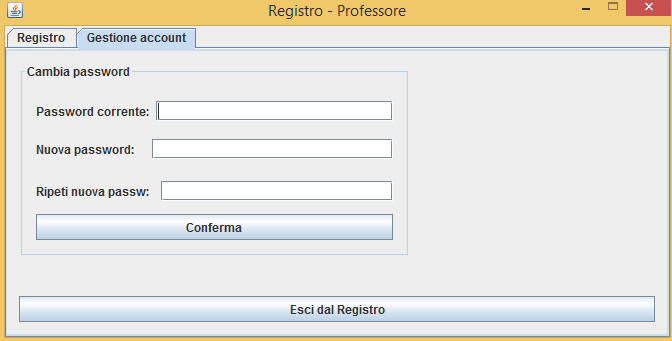 Registro - Professore
Registro Gestione account
Cambia password
Password corrente:
Nuova password:
Ripeti nuova passw:
Conferma
Esci dal Registro